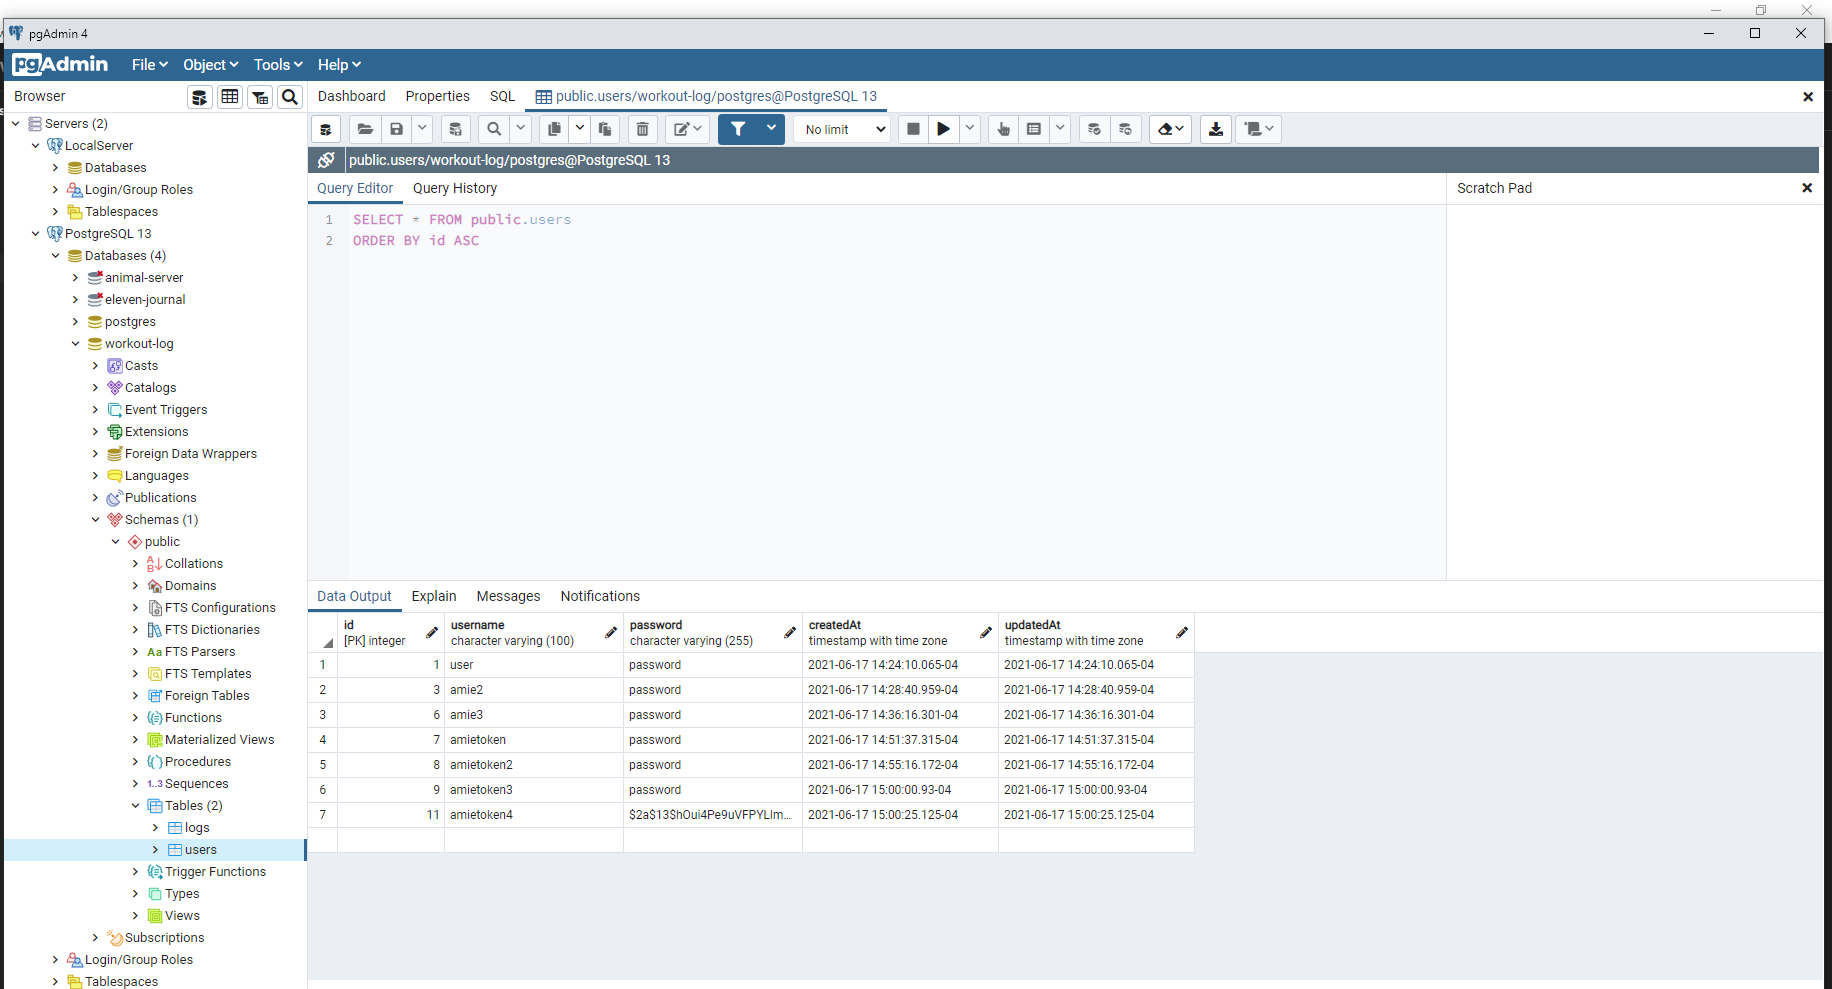 pgAdmin 4
pgAdmin File Object Tools Help
Browser
Dashboard Properties SQL public.users/workout-log/postgres@PostgreSQL 13
No limit
public.users/workout-log/postgres@PostgreSQL 13
Query Editor Query History
Scratch Pad
1 SELECT * FROM public.users
2 ORDER BY id ASC
Servers (2)
LocalServer
Databases
Login/Group Roles
Tablespaces
PostgreSQL 13
Databases (4)
animal-server
eleven-journal
postgres
workout-log
Casts
Catalogs
Event Triggers
Extensions
Foreign Data Wrappers
Languages
Publications
Schemas (1)
public
Collations
Domains
FTS Configurations
FTS Dictionaries
Aa FTS Parsers
FTS Templates
Foreign Tables
Functions
Materialized Views
Procedures
1..3 Sequences
Tables (2)
logs
users
Trigger Functions
Types
Views
Subscriptions
Login/Group Roles
Tablespaces
Data Output Explain Messages Notifications
id username password createdAt updatedAt
[PK] integer character varying (100) character varying (255) timestamp with time zone timestamp with time zone
1 1 user password 2021-06-17 14:24:10.065-04 2021-06-17 14:24:10.065-04
2 3 amie2 password 2021-06-17 14:28:40.959-04 2021-06-17 14:28:40.959-04
3 6 amie3 password 2021-06-17 14:36:16.301-04 2021-06-17 14:36:16.301-04
4 7 amietoken password 2021-06-17 14:51:37.315-04 2021-06-17 14:51:37.315-04
5 8 amietoken2 password 2021-06-17 14:55:16.172-04 2021-06-17 14:55:16.172-04
6 9 amietoken3 password 2021-06-17 15:00:00.93-04 2021-06-17 15:00:00.93-04
7 11 amietoken4 $2a$13$hOui4Pe9uVFPYLlm... 2021-06-17 15:00:25.125-04 2021-06-17 15:00:25.125-04